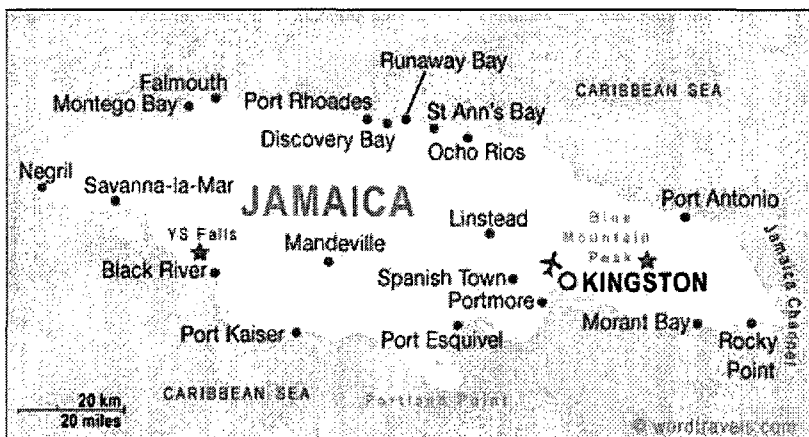 Runaway Bay
Falmouth
Montego Bay
Port Rhoades
St Ann's Bay
CARIBBEAN SEA
Discovery Bay
Ocho Rios
Negril
Savanna-la-Mar
JAMAICA
Port Antonio
Linstead
Blue
Mountain
Peak
YS Falls
Mandeville
Jamaica Channel
Black River
Spanish Town
KINGSTON
Portmore
Port Kaiser
Port Esquivel
Morant Bay
Rocky
Point
CARIBBEAN SEA
Portland Point
20 km
20 miles
© wordtravels.com